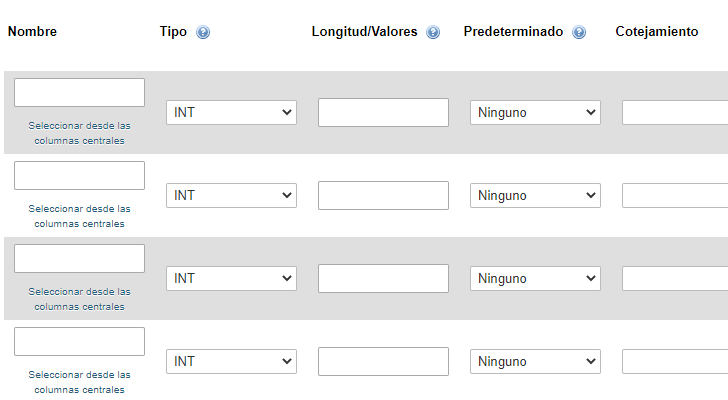 Nombre Tipo Longitud/Valores Predeterminado Cotejamiento
INT Ninguno
Seleccionar desde las
columnas centrales
INT Ninguno
Seleccionar desde las
columnas centrales
INT Ninguno
Seleccionar desde las
columnas centrales
INT Ninguno
Seleccionar desde las
columnas centrales